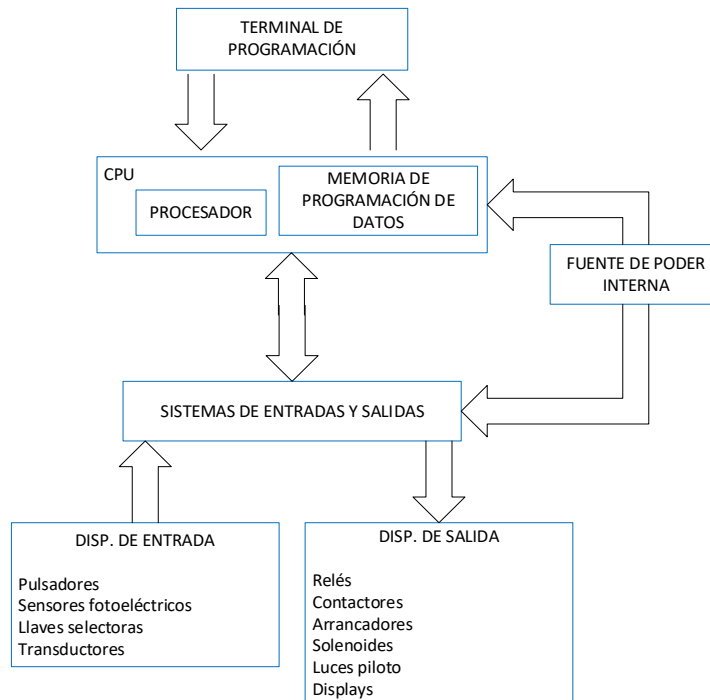 TERMINAL DE
PROGRAMACIÓN
CPU
PROCESADOR
MEMORIA DE
PROGRAMACIÓN DE
DATOS
FUENTE DE PODER
INTERNA
SISTEMAS DE ENTRADAS Y SALIDAS
DISP. DE ENTRADA
Pulsadores
Sensores fotoeléctricos
Llaves selectoras
Transductores
DISP. DE SALIDA
Relés
Contactores
Arrancadores
Solenoides
Luces piloto
Displays